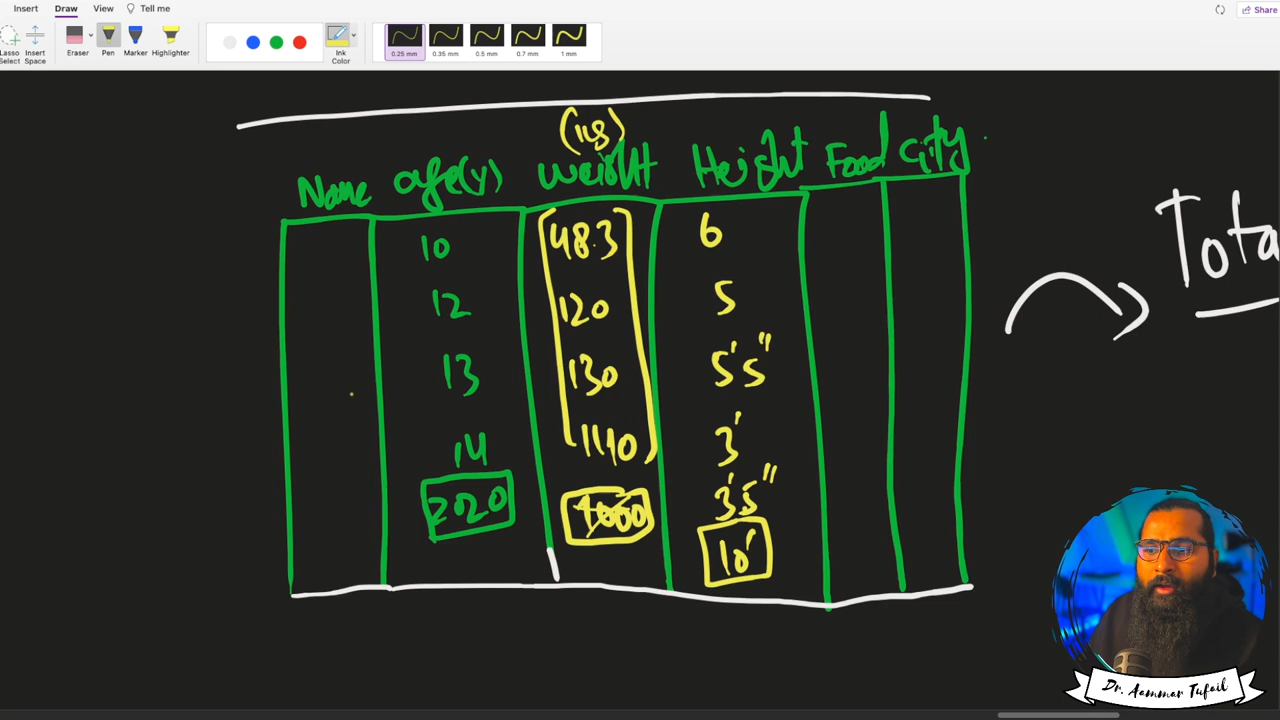 Insert Draw View Tell me Share
Lasso Select Insert Space Eraser Pen Marker Highlighter Ink Color 0.25 mm 0.35 mm 0.5 mm 0.7 mm 1 mm
(kg)
Name age(y) weight Height Food City
10 48.3 6
12 120 5
13 130 5'5"
14 1140 3'
2020 3'5"
10'
Tota
Dr. Aammar Tufail